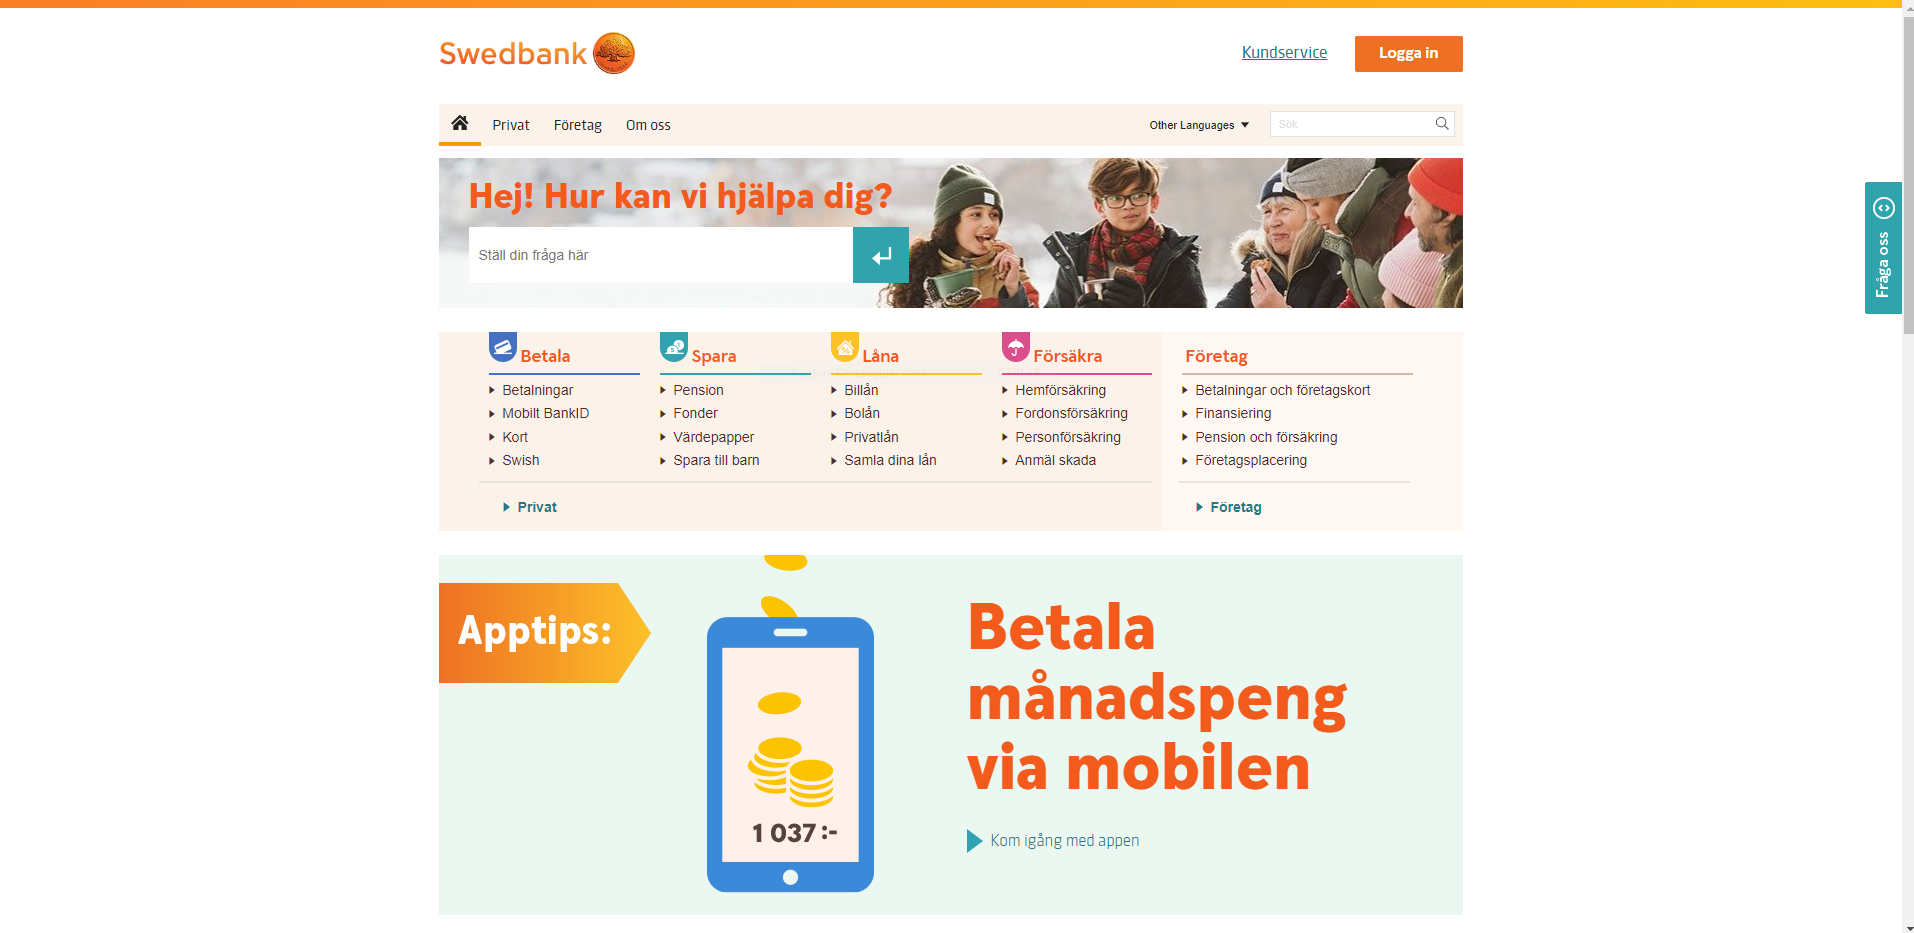 Swedbank
Kundservice
Logga in
Privat
Företag
Om oss
Other Languages
Sök
Hej! Hur kan vi hjälpa dig?
Ställ din fråga här
Fråga oss
Betala
Betalningar
Mobilt BankID
Kort
Swish
Spara
Pension
Fonder
Värdepapper
Spara till barn
Låna
Billån
Bolån
Privatlån
Samla dina lån
Försäkra
Hemförsäkring
Fordonsförsäkring
Personförsäkring
Anmäl skada
Privat
Företag
Betalningar och företagskort
Finansiering
Pension och försäkring
Företagsplacering
Företag
Apptips:
1 037 :-
Betala
månadspeng
via mobilen
Kom igång med appen